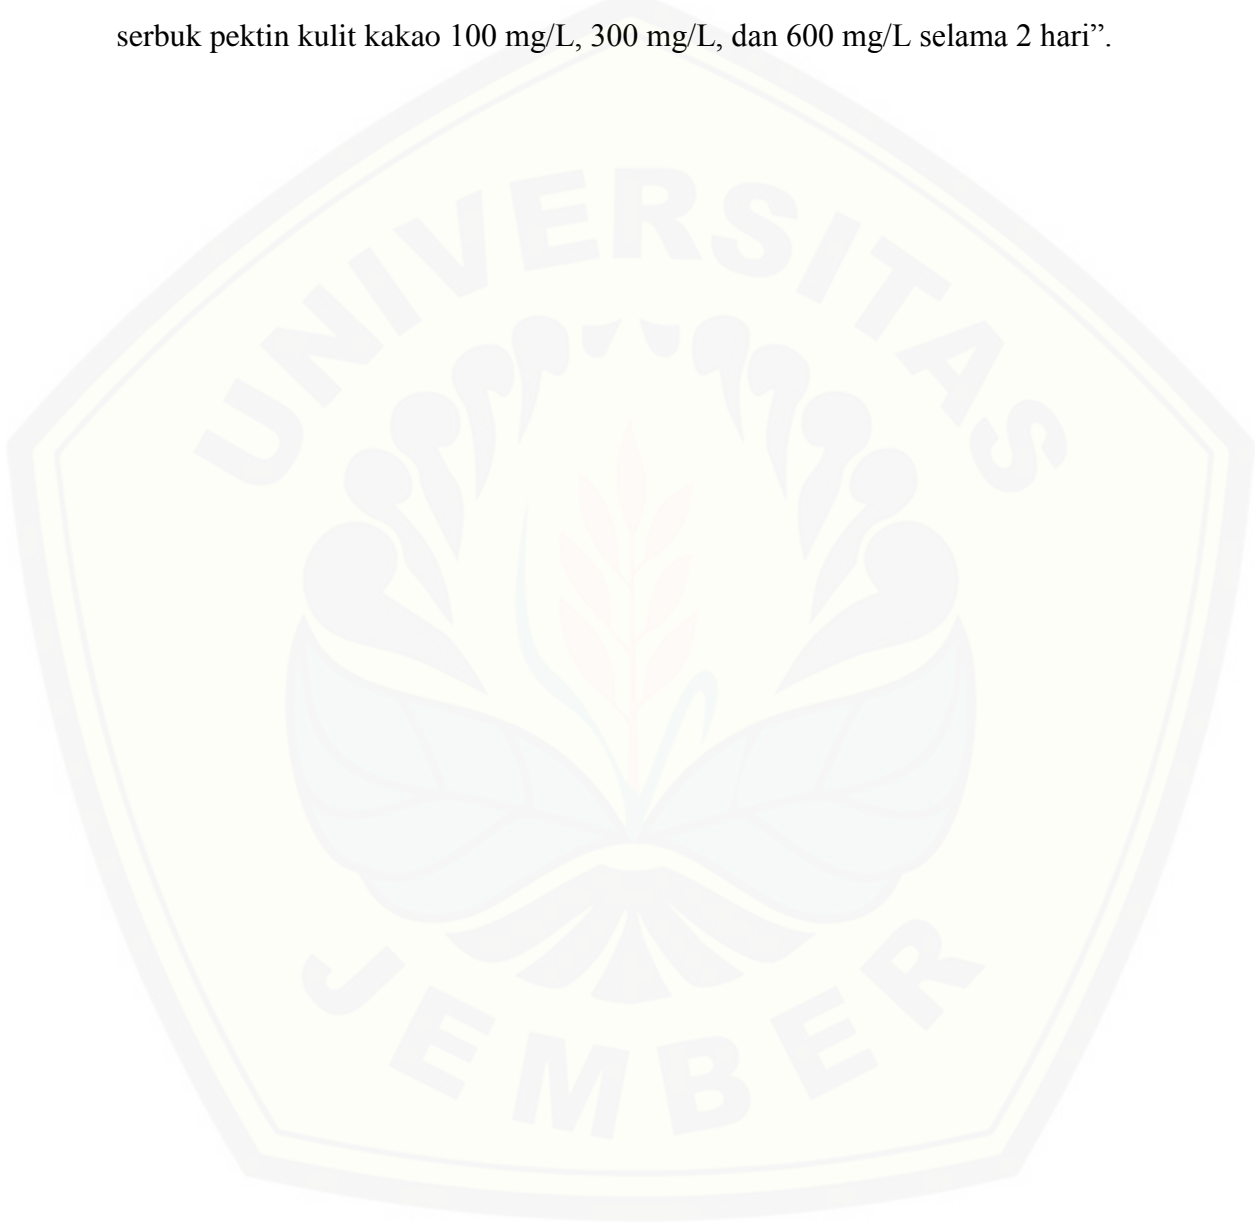 serbuk pektin kulit kakao 100 mg/L, 300 mg/L, dan 600 mg/L selama 2 hari”.
UNIVERSITAS
JEMBER